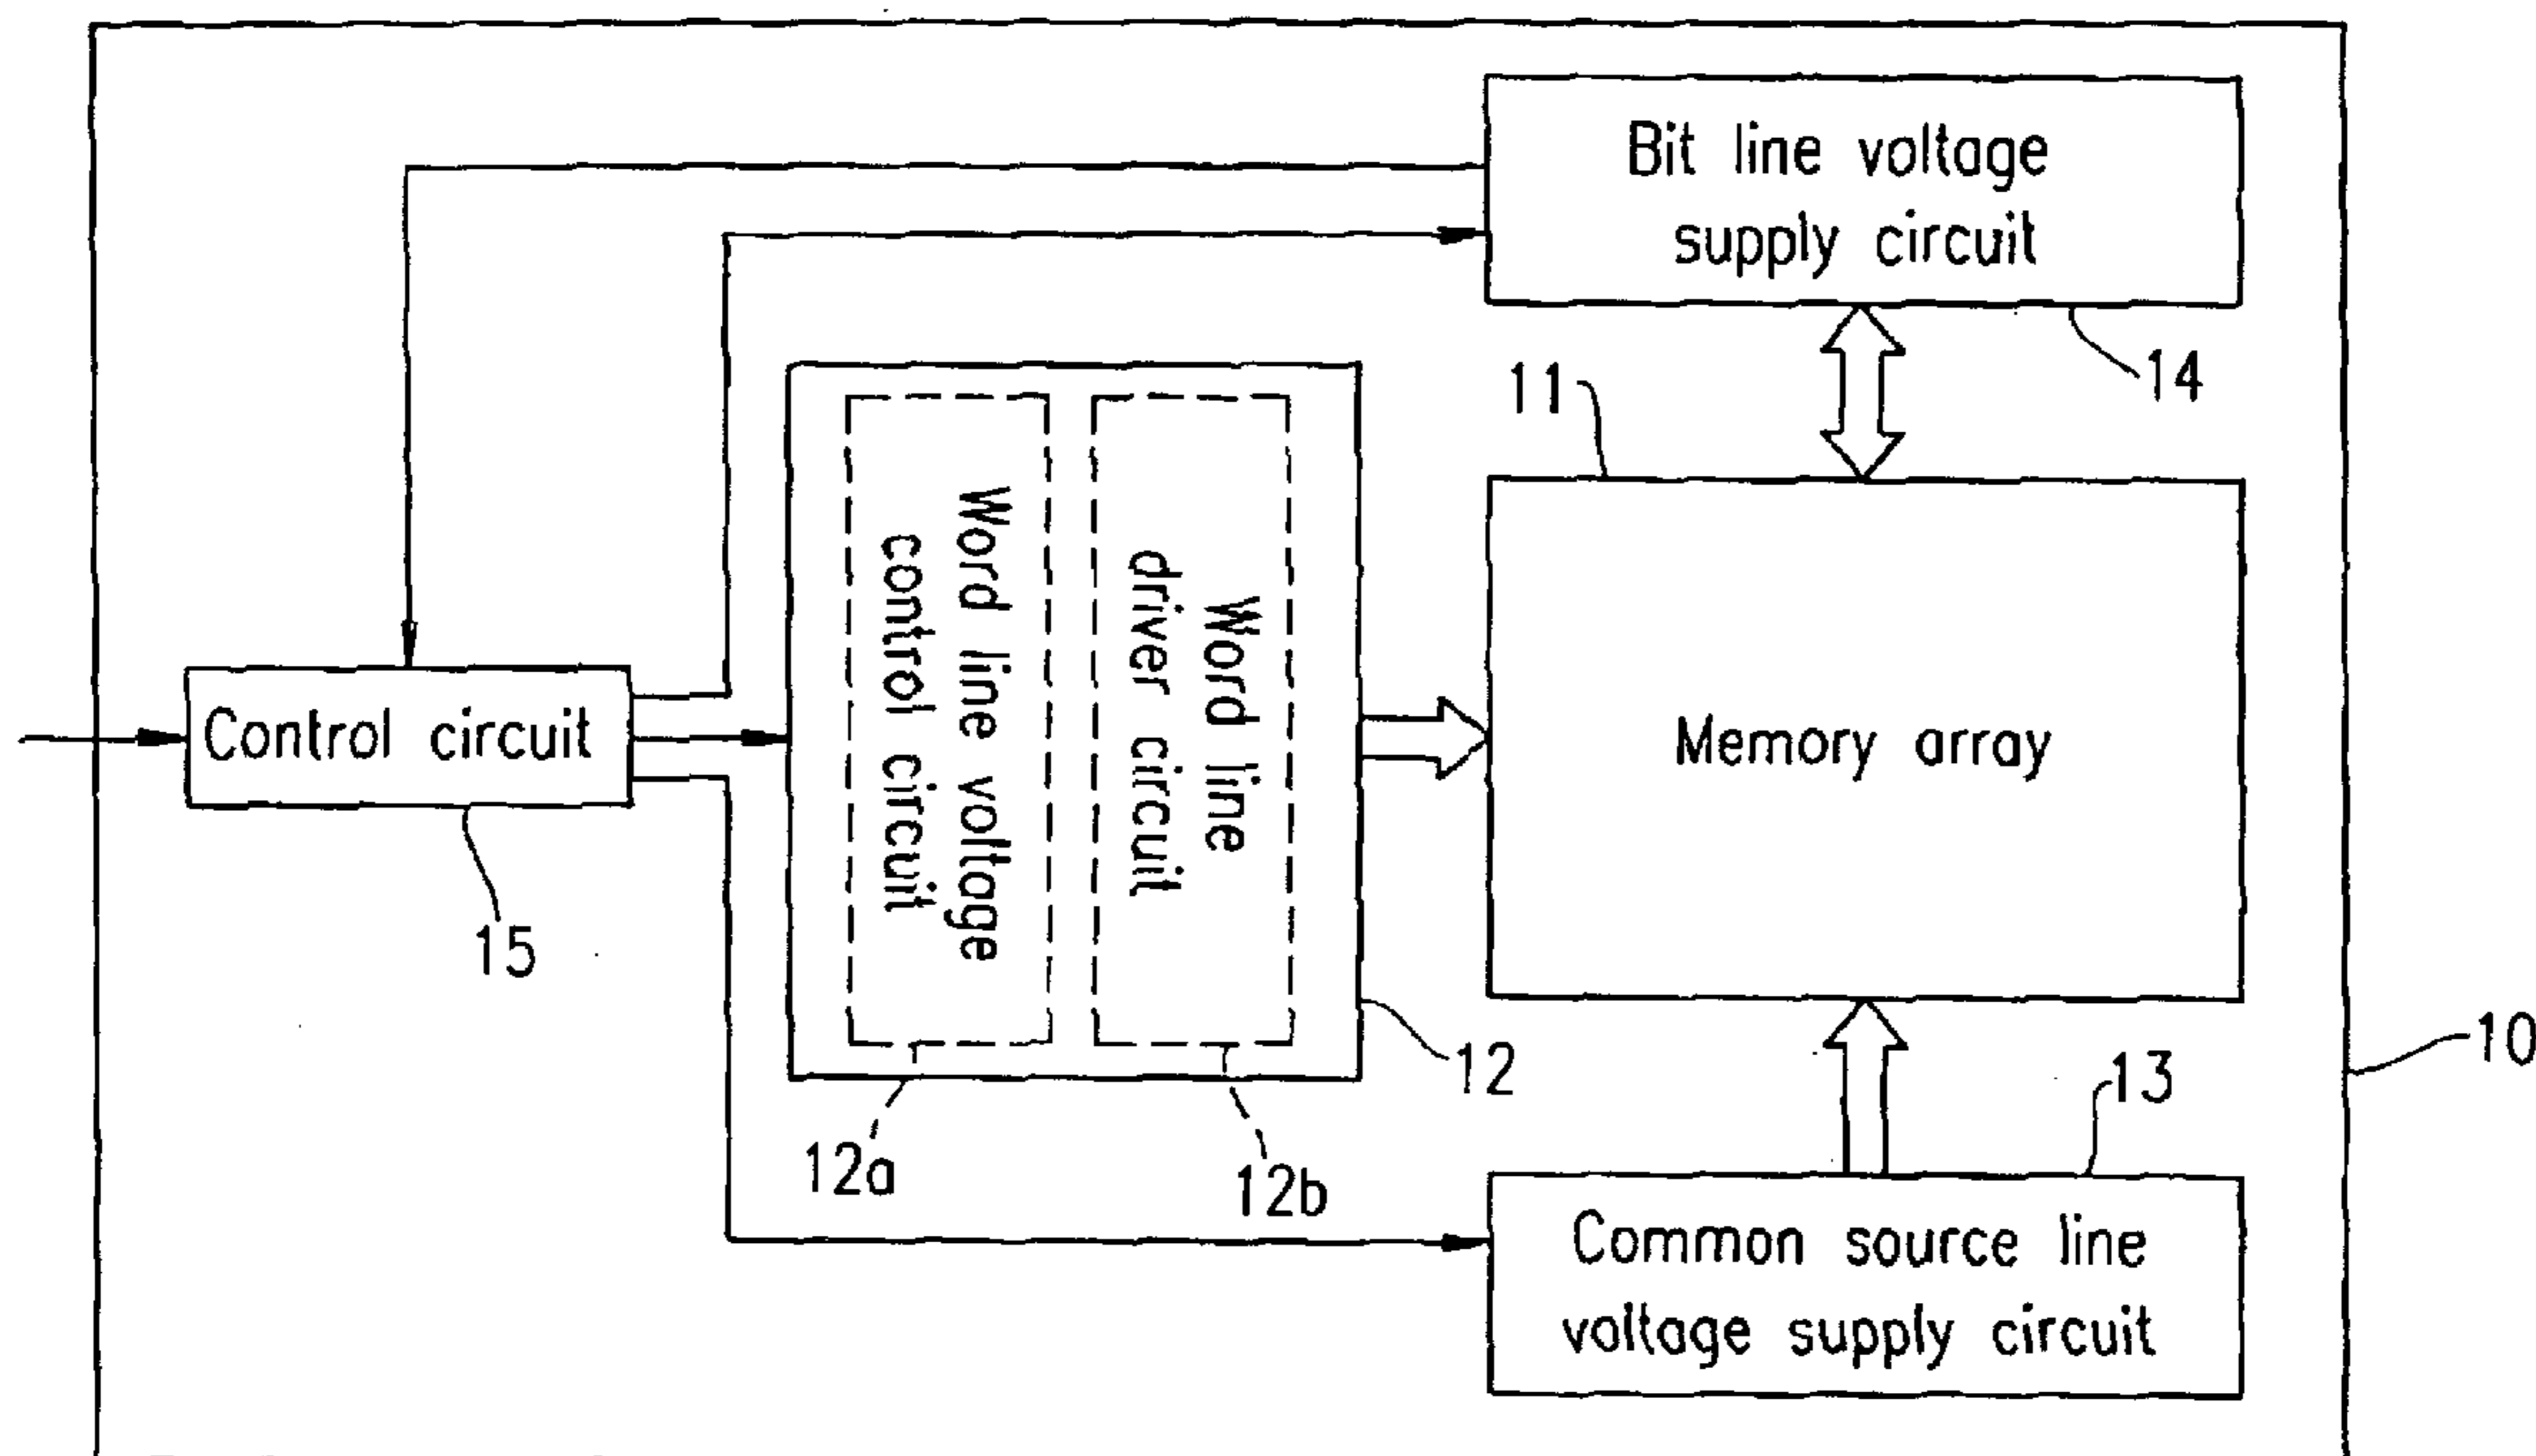 Bit line voltage
supply circuit
14
11
Word line voltage
control circuit
Word line
driver circuit
Control circuit
Memory array
15
12
10
13
12a
12b
Common source line
voltage supply circuit